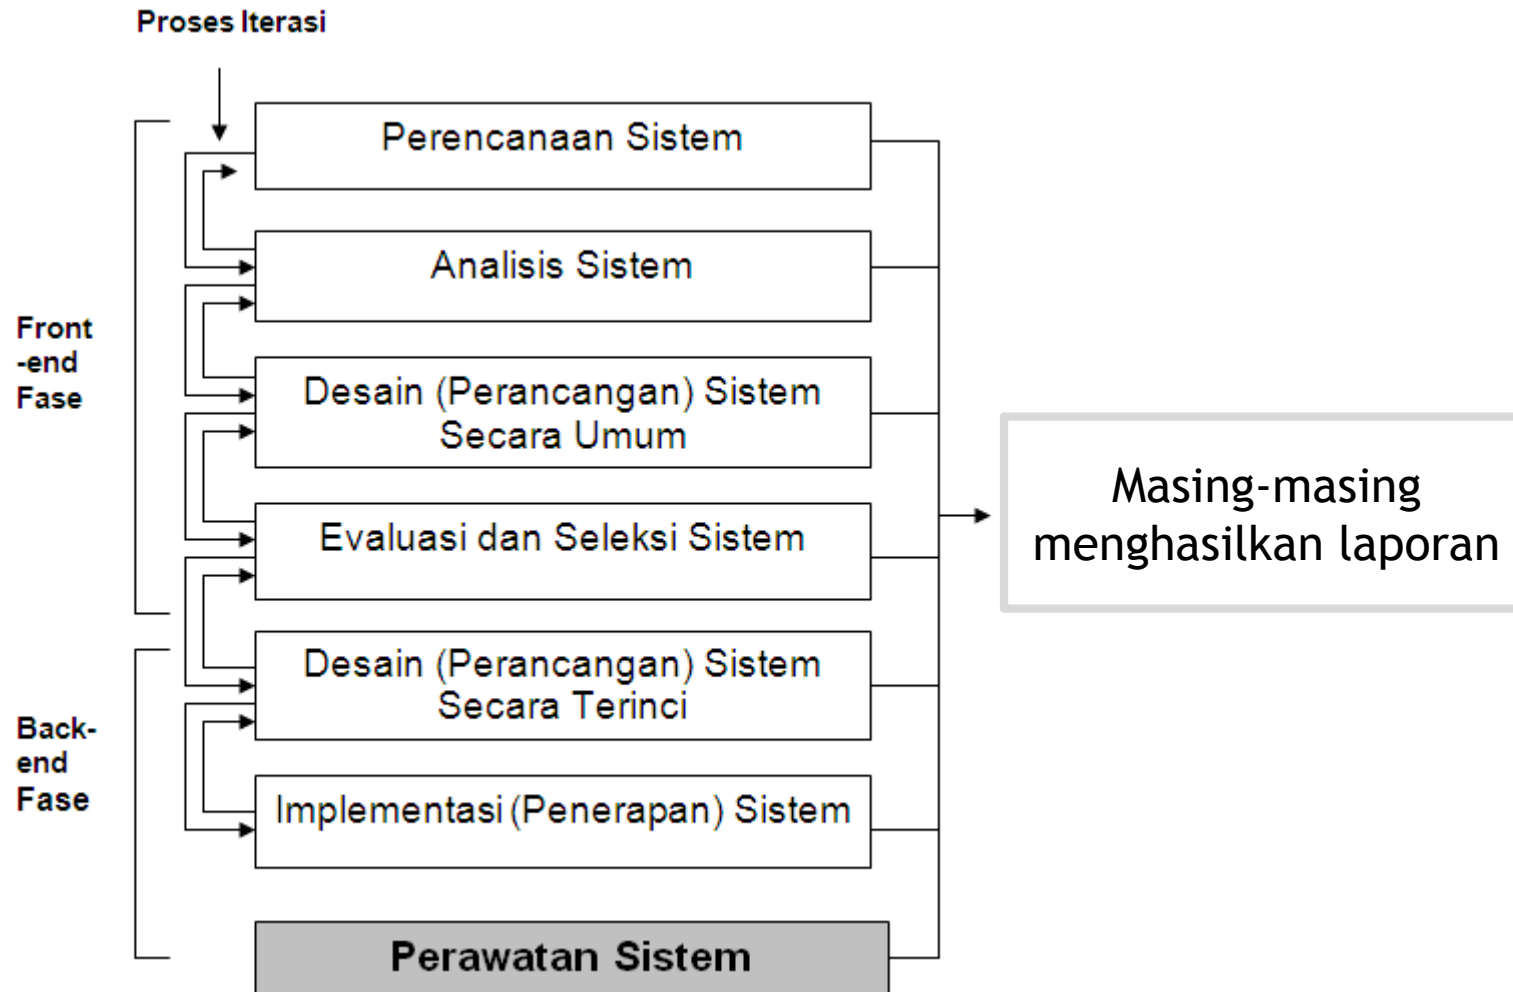 Proses Iterasi
Perencanaan Sistem
Analisis Sistem
Front
-end
Fase
Desain (Perancangan) Sistem
Secara Umum
Masing-masing
menghasilkan laporan
Evaluasi dan Seleksi Sistem
Desain (Perancangan) Sistem
Secara Terinci
Back-
end
Fase
Implementasi (Penerapan) Sistem
Perawatan Sistem